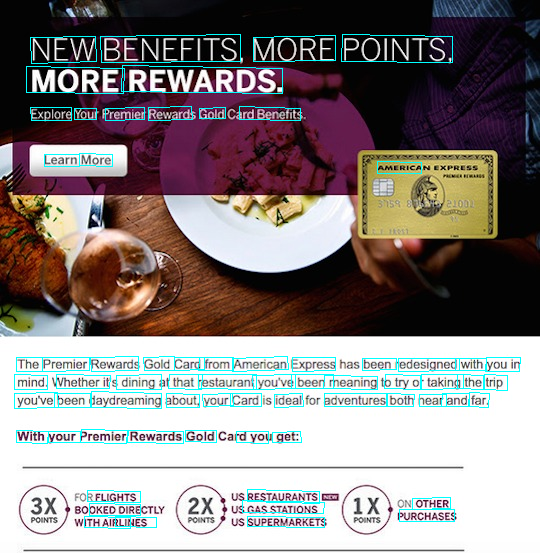 NEW BENEFITS, MORE POINTS,
MORE REWARDS.
Explore Your Premier Rewards Gold Card Benefits.
Learn More
AMERICAN EXPRESS
PREMIER REWARDS
The Premier Rewards Gold Card from American Express has been redesigned with you in
mind. Whether it's dining at that restaurant you've been meaning to try or taking the trip
you've been daydreaming about, your Card is ideal for adventures both near and far.
With your Premier Rewards Gold Card you get:
3X POINTS
FOR FLIGHTS
BOOKED DIRECTLY
WITH AIRLINES
2X POINTS
US RESTAURANTS NEW
US GAS STATIONS
US SUPERMARKETS
1X POINTS
ON OTHER
PURCHASES